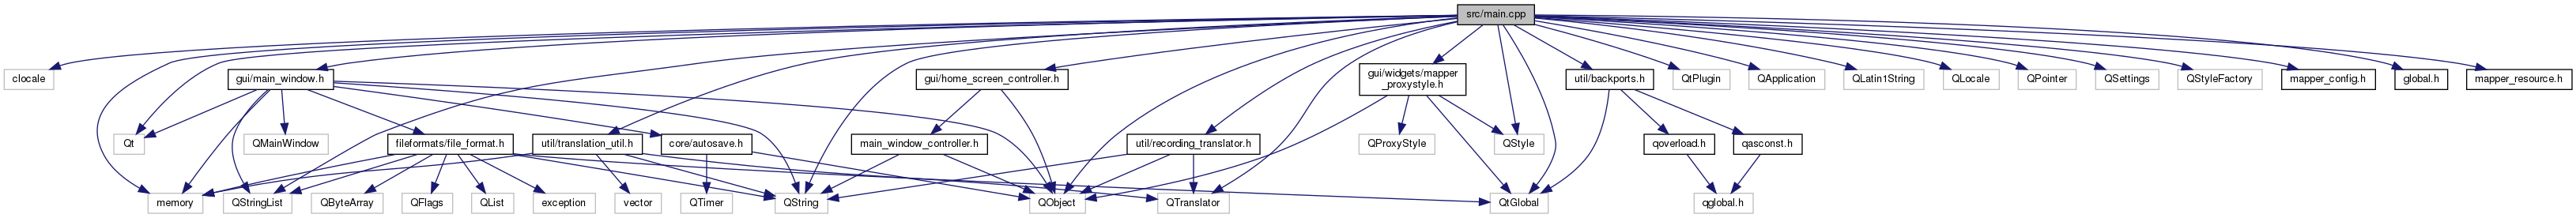 src/main.cpp
clocale
gui/main_window.h
gui/home_screen_controller.h
gui/widgets/mapper
_proxystyle.h
util/backports.h
QtPlugin
QApplication
QLatin1String
QLocale
QPointer
QSettings
QStyleFactory
mapper_config.h
global.h
mapper_resource.h
Qt
QMainWindow
fileformats/file_format.h
util/translation_util.h
core/autosave.h
main_window_controller.h
util/recording_translator.h
QProxyStyle
QStyle
qoverload.h
qasconst.h
memory
QStringList
QByteArray
QFlags
QList
exception
vector
QTimer
QString
QObject
QTranslator
QtGlobal
qglobal.h